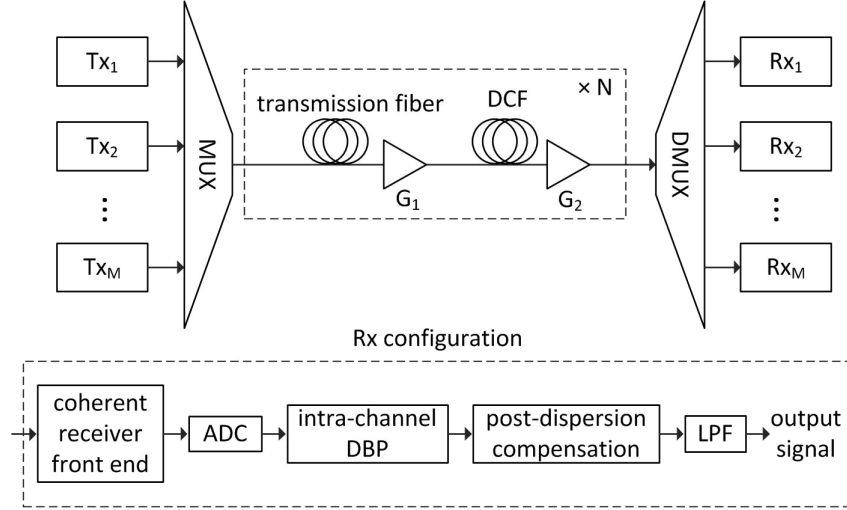 Tx₁
Tx₂
⋮
Txₘ
MUX
transmission fiber
G₁
DCF
G₂
× N
DMUX
Rx₁
Rx₂
⋮
Rxₘ
Rx configuration
coherent
receiver
front end
ADC
intra-channel
DBP
post-dispersion
compensation
LPF
output
signal